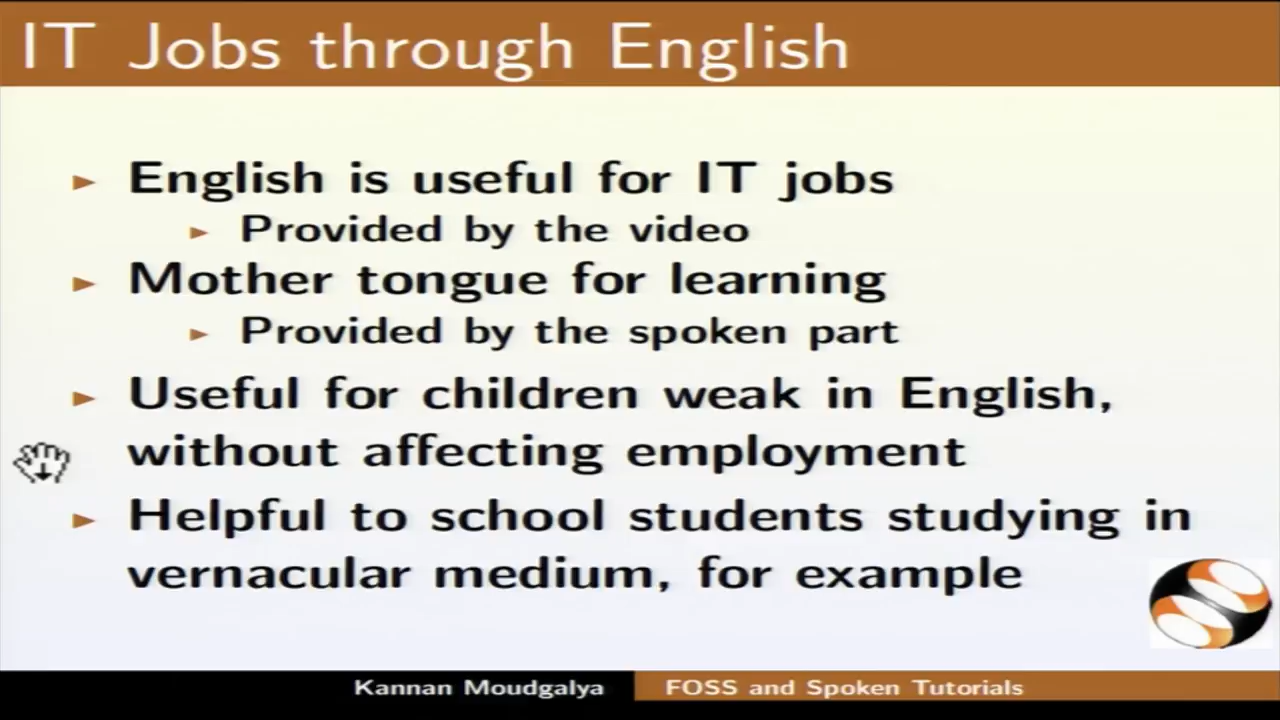 IT Jobs through English
English is useful for IT jobs
Provided by the video
Mother tongue for learning
Provided by the spoken part
Useful for children weak in English,
without affecting employment
Helpful to school students studying in
vernacular medium, for example
Kannan Moudgalya
FOSS and Spoken Tutorials